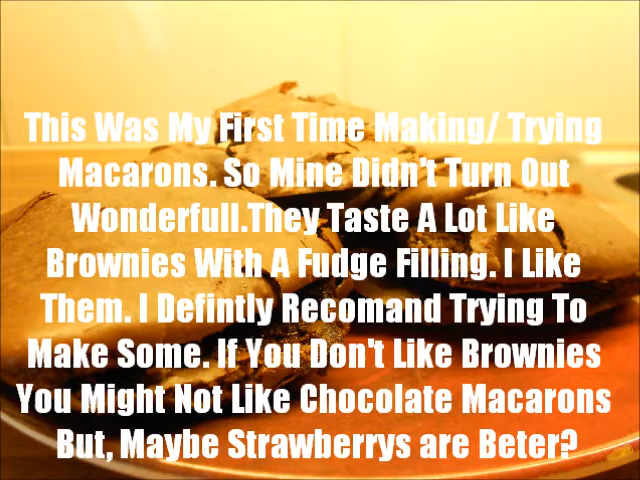 This Was My First Time Making/ Trying
Macarons. So Mine Didn't Turn Out
Wonderfull.They Taste A Lot Like
Brownies With A Fudge Filling. I Like
Them. I Defintly Recomand Trying To
Make Some. If You Don't Like Brownies
You Might Not Like Chocolate Macarons
But, Maybe Strawberrys are Beter?